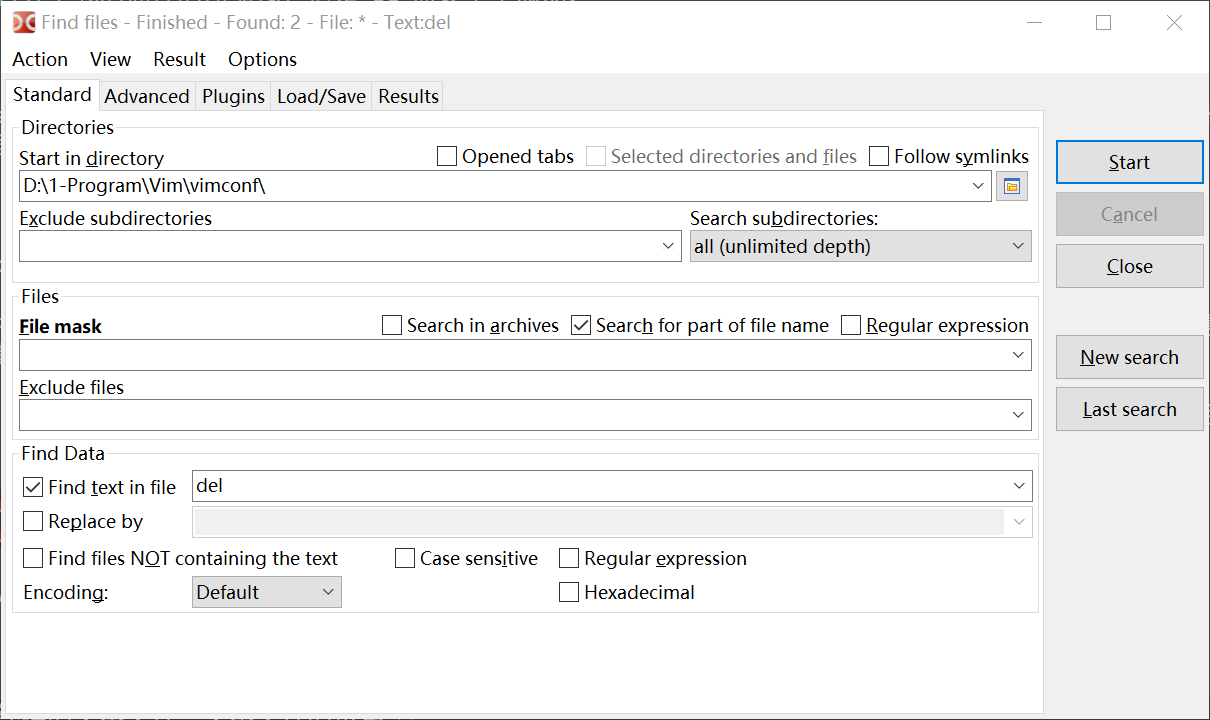 Find files - Finished - Found: 2 - File: * - Text:del
Action View Result Options
Standard Advanced Plugins Load/Save Results
Directories
Start in directory Opened tabs Selected directories and files Follow symlinks
D:\1-Program\Vim\vimconf\
Exclude subdirectories Search subdirectories:
all (unlimited depth)
Files
File mask Search in archives Search for part of file name Regular expression
Exclude files
Find Data
Find text in file del
Replace by
Find files NOT containing the text Case sensitive Regular expression
Encoding: Default Hexadecimal
Start
Cancel
Close
New search
Last search